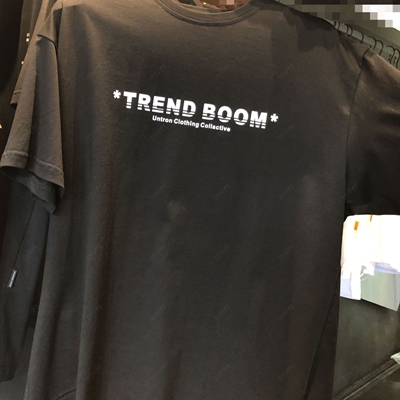 *TREND BOOM*
Untron Clothing Collective